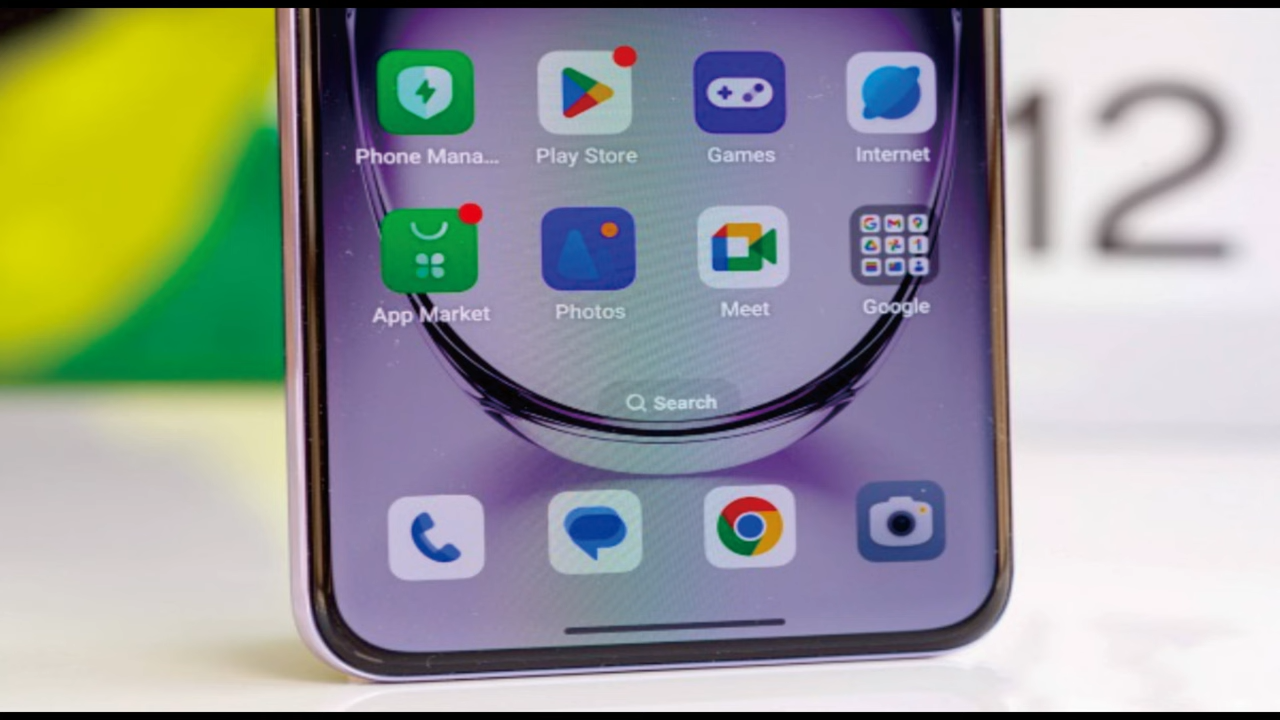 Phone Mana...
Play Store
Games
Internet
12
App Market
Photos
Meet
Google
Search